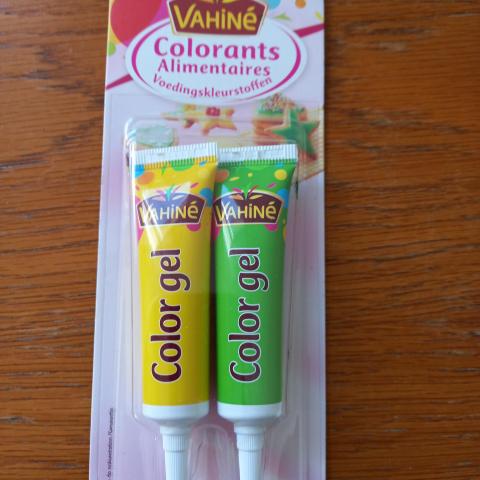 VAHiNé
Colorants
Alimentaires
Voedingskleurstoffen
VAHiNé
Color gel
VAHiNé
Color gel